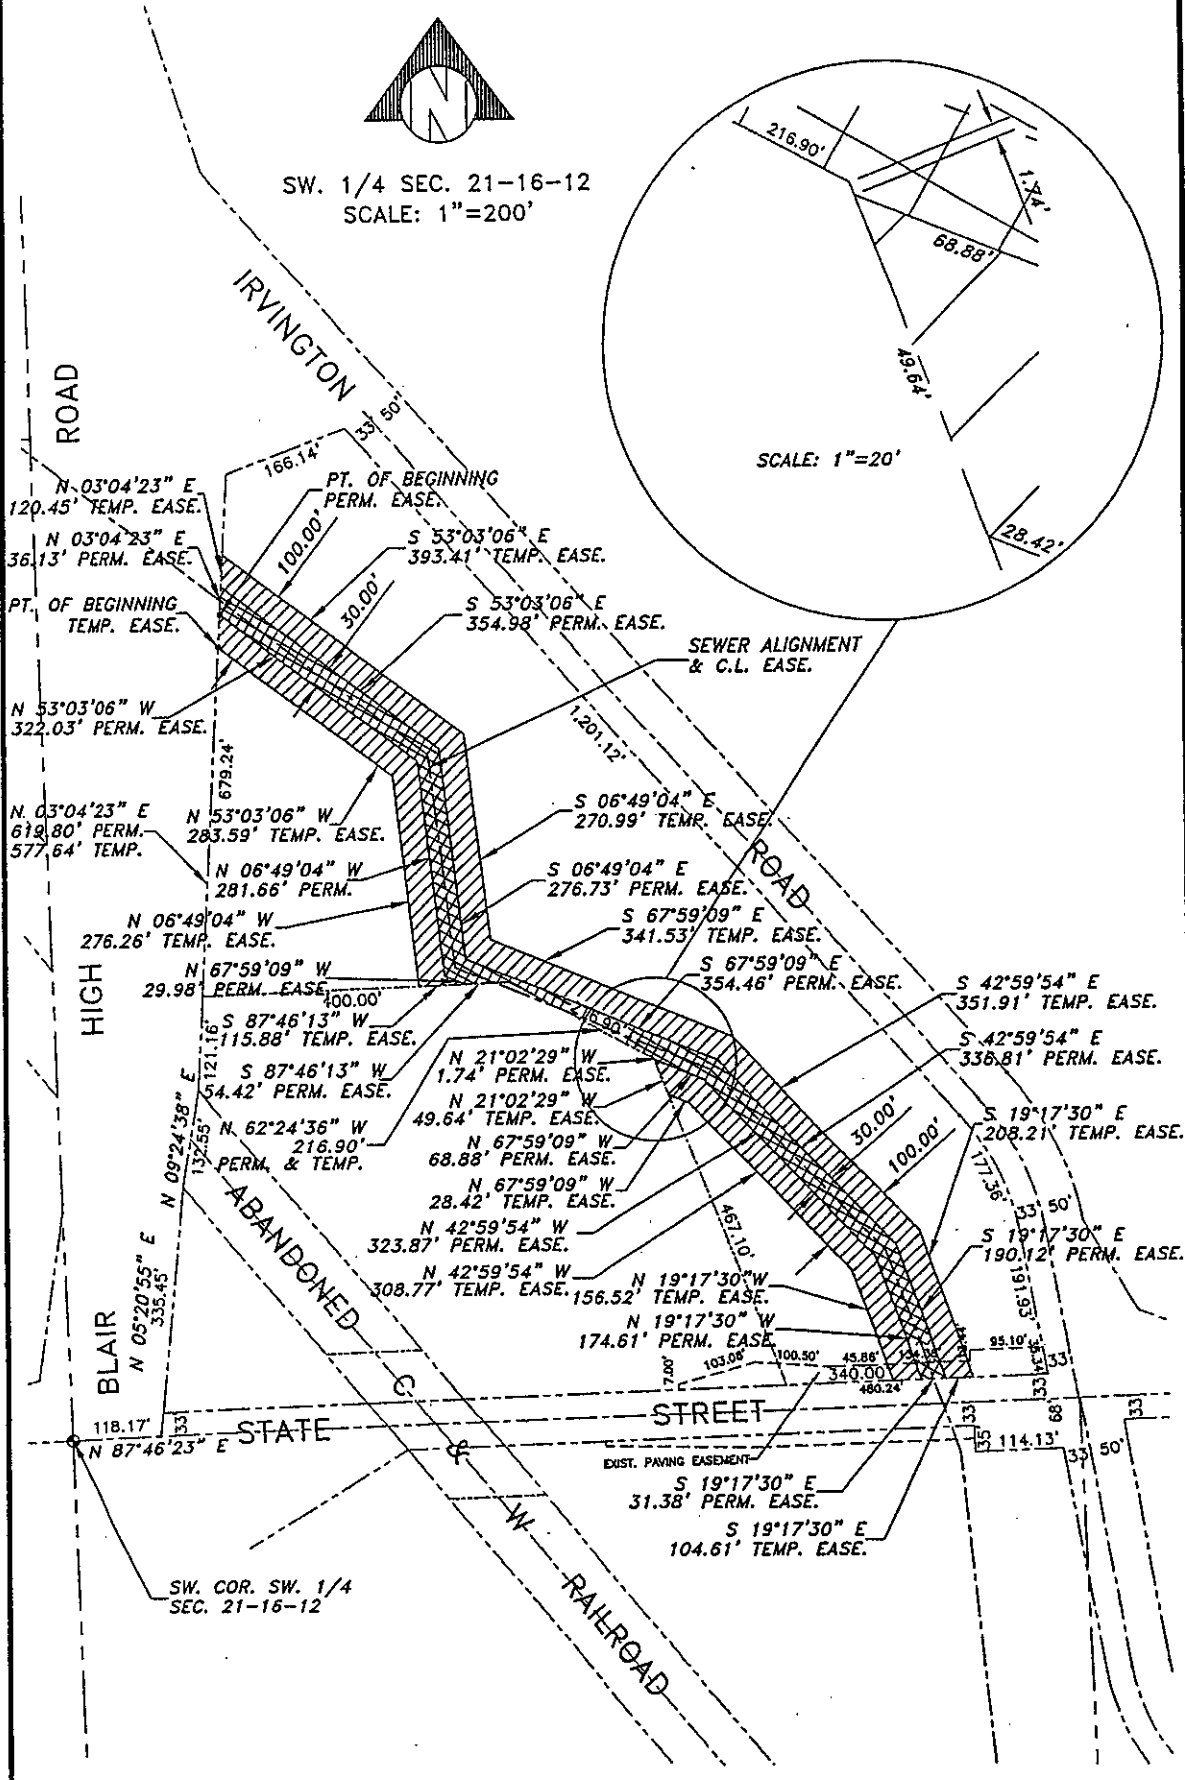 N
SW. 1/4 SEC. 21-16-12
SCALE: 1"=200'
216.90'
1.74'
68.88'
49.64'
28.42'
SCALE: 1"=20'
IRVINGTON
ROAD
ROAD
HIGH
BLAIR
33'
50'
166.14'
N 03°04'23" E
120.45' TEMP. EASE.
PT. OF BEGINNING
PERM. EASE.
N 03°04'23" E
36.13' PERM. EASE.
100.00'
S 53°03'06" E
393.41' TEMP. EASE.
PT. OF BEGINNING
TEMP. EASE.
30.00'
S 53°03'06" E
354.98' PERM. EASE.
SEWER ALIGNMENT
& C.L. EASE.
N 53°03'06" W
322.03' PERM. EASE.
679.24'
1,201.12'
N 03°04'23" E
619.80' PERM.
577.64' TEMP.
N 53°03'06" W
283.59' TEMP. EASE.
S 06°49'04" E
270.99' TEMP. EASE.
N 06°49'04" W
281.66' PERM.
S 06°49'04" E
276.73' PERM. EASE.
N 06°49'04" W
276.26' TEMP. EASE.
S 67°59'09" E
341.53' TEMP. EASE.
N 67°59'09" W
29.98' PERM. EASE.
400.00'
S 67°59'09" E
354.46' PERM. EASE.
S 42°59'54" E
351.91' TEMP. EASE.
S 87°46'13" W
115.88' TEMP. EASE.
216.90'
S 42°59'54" E
336.81' PERM. EASE.
S 87°46'13" W
54.42' PERM. EASE.
121.16'
N 21°02'29" W
1.74' PERM. EASE.
N 21°02'29" W
49.64' TEMP. EASE.
30.00'
100.00'
S 19°17'30" E
208.21' TEMP. EASE.
N 09°24'38" E
132.55'
N 62°24'36" W
216.90'
PERM. & TEMP.
N 67°59'09" W
68.88' PERM. EASE.
N 67°59'09" W
28.42' TEMP. EASE.
177.36'
33'
50'
467.10'
N 42°59'54" W
323.87' PERM. EASE.
S 19°17'30" E
190.12' PERM. EASE.
N 42°59'54" W
308.77' TEMP. EASE.
N 19°17'30" W
156.52' TEMP. EASE.
191.93'
N 05°20'55" E
335.45'
N 19°17'30" W
174.61' PERM. EASE.
ABANDONED
C
&
W
RAILROAD
7.00'
103.08'
100.50'
45.86'
95.10'
33'
340.00'
480.24'
118.17'
33'
N 87°46'23" E
STATE
STREET
33'
33'
68'
33'
35'
114.13'
33'
50'
EXIST. PAVING EASEMENT
S 19°17'30" E
31.38' PERM. EASE.
S 19°17'30" E
104.61' TEMP. EASE.
SW. COR. SW. 1/4
SEC. 21-16-12